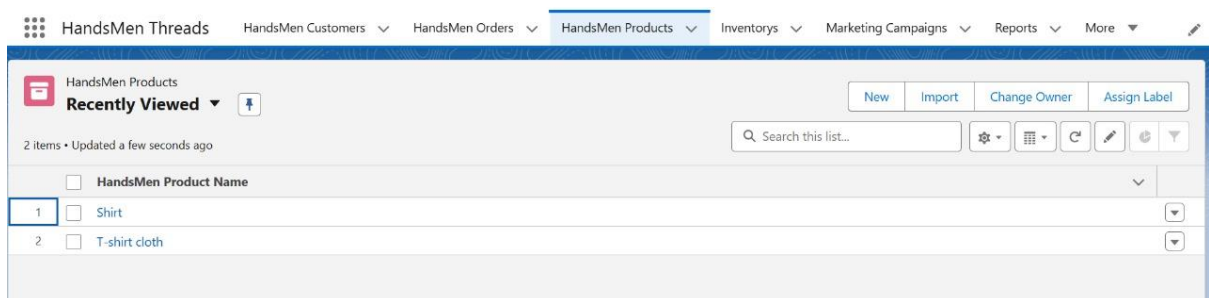 HandsMen Threads HandsMen Customers HandsMen Orders HandsMen Products Inventorys Marketing Campaigns Reports More
HandsMen Products
Recently Viewed
New Import Change Owner Assign Label
2 items • Updated a few seconds ago
Search this list...
HandsMen Product Name
1 Shirt
2 T-shirt cloth